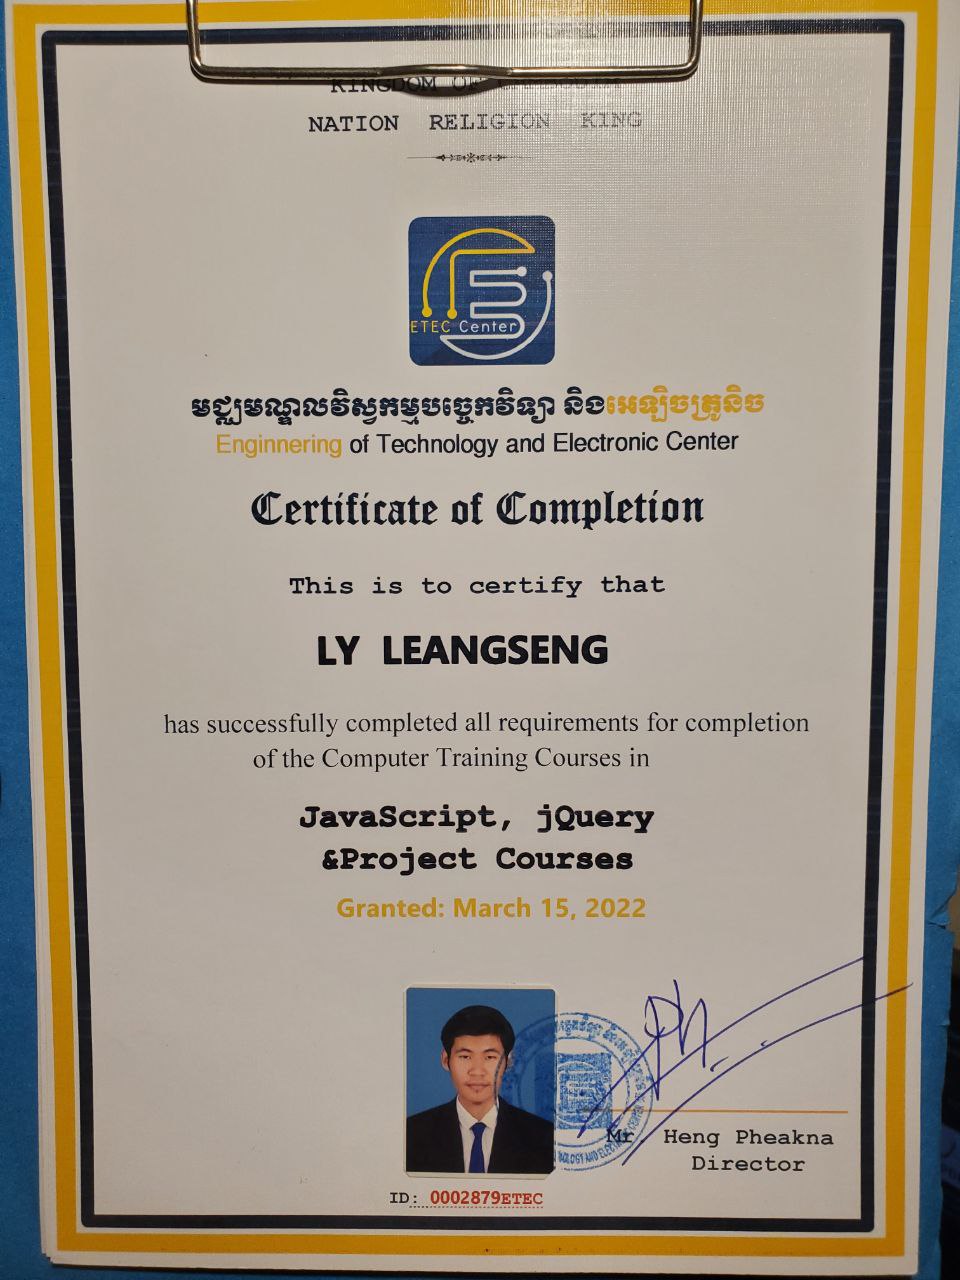 KINGDOM OF CAMBODIA
NATION RELIGION KING
ETEC Center
មជ្ឈមណ្ឌលវិស្វកម្មបច្ចេកវិទ្យា និងអេឡិចត្រូនិច
Enginnering of Technology and Electronic Center
Certificate of Completion
This is to certify that
LY LEANGSENG
has successfully completed all requirements for completion
of the Computer Training Courses in
JavaScript, jQuery
&Project Courses
Granted: March 15, 2022
Mr Heng Pheakna
Director
ID: 0002879ETEC